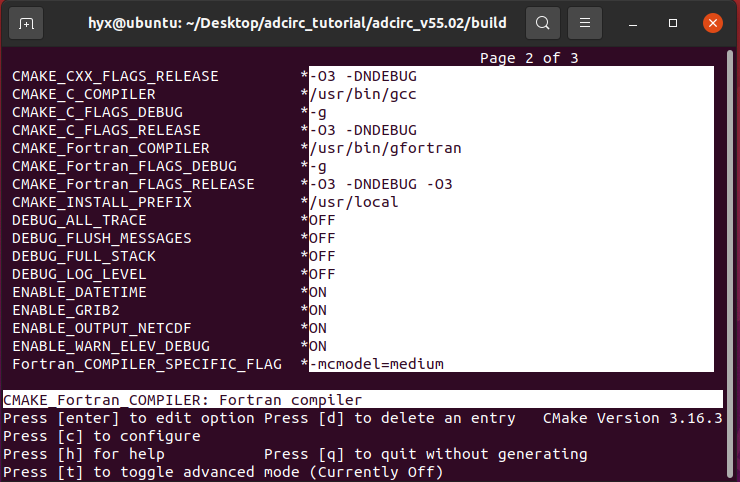 hyx@ubuntu: ~/Desktop/adcirc_tutorial/adcirc_v55.02/build
Page 2 of 3
CMAKE_CXX_FLAGS_RELEASE *-O3 -DNDEBUG
CMAKE_C_COMPILER */usr/bin/gcc
CMAKE_C_FLAGS_DEBUG *-g
CMAKE_C_FLAGS_RELEASE *-O3 -DNDEBUG
CMAKE_Fortran_COMPILER */usr/bin/gfortran
CMAKE_Fortran_FLAGS_DEBUG *-g
CMAKE_Fortran_FLAGS_RELEASE *-O3 -DNDEBUG -O3
CMAKE_INSTALL_PREFIX */usr/local
DEBUG_ALL_TRACE *OFF
DEBUG_FLUSH_MESSAGES *OFF
DEBUG_FULL_STACK *OFF
DEBUG_LOG_LEVEL *OFF
ENABLE_DATETIME *ON
ENABLE_GRIB2 *ON
ENABLE_OUTPUT_NETCDF *ON
ENABLE_WARN_ELEV_DEBUG *ON
Fortran_COMPILER_SPECIFIC_FLAG *-mcmodel=medium
CMAKE_Fortran_COMPILER: Fortran compiler
Press [enter] to edit option Press [d] to delete an entry CMake Version 3.16.3
Press [c] to configure
Press [h] for help Press [q] to quit without generating
Press [t] to toggle advanced mode (Currently Off)